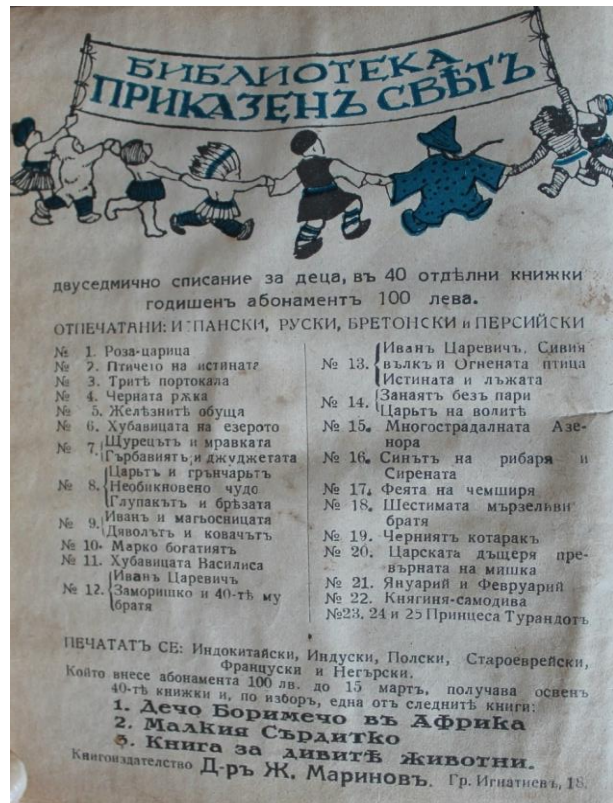 БИБЛИОТЕКА
ПРИКАЗЕНЪ СВѢТЪ
двуседмично списание за деца, въ 40 отдѣлни книжки
годишенъ абонаментъ 100 лева.
ОТПЕЧАТАНИ: ИСПАНСКИ, РУСКИ, БРЕТОНСКИ и ПЕРСИЙСКИ
№ 1. Роза-царица
№ 2. Птичето на истината
№ 3. Тритѣ портокала
№ 4. Черната рѫка
№ 5. Желѣзнитѣ обуща
№ 6. Хубавицата на езерото
№ 7. Щурецътъ и мравката
Гърбавиятъ и джуджетата
Царьтъ и грънчарьтъ
№ 8. Необикновено чудо
Глупакътъ и брѣзата
№ 9. Иванъ и магьосницата
Дяволътъ и ковачътъ
№ 10. Марко богатиятъ
№ 11. Хубавицата Василиса
Иванъ Царевичъ
№ 12. Заморишко и 40-тѣ му
братя
Иванъ Царевичъ, Сивия
№ 13. вълкъ и Огнената птица
Истината и лъжата
№ 14. Занаятъ безъ пари
Царьтъ на волитѣ
№ 15. Многострадалната Азе-
нора
№ 16. Синътъ на рибаря и
Сирената
№ 17. Феята на чемширя
№ 18. Шестимата мързеливи
братя
№ 19. Черниятъ котаракъ
№ 20. Царската дъщеря пре-
върната на мишка
№ 21. Януарий и Февруарий
№ 22. Княгиня-самодива
№23. 24 и 25 Принцеса Турандотъ
ПЕЧАТАТЪ СЕ: Индокитайски, Индуски, Полски, Староеврейски,
Француски и Негърски.
Който внесе абонамента 100 лв. до 15 мартъ, получава освенъ
40-тѣ книжки и, по изборъ, една отъ следнитѣ книги:
1. Дечо Боримечо въ Африка
2. Малкия Сърдитко
3. Книга за дивитѣ животни.
Книгоиздателство Д-ръ Ж. Мариновъ. Гр. Игнатиевъ, 18.